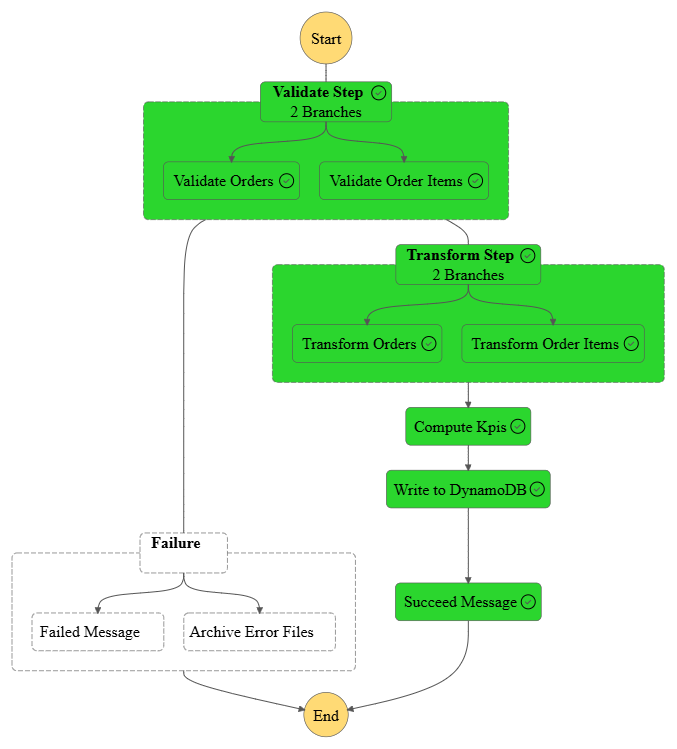 Start
Validate Step
2 Branches
Validate Orders
Validate Order Items
Transform Step
2 Branches
Transform Orders
Transform Order Items
Compute Kpis
Write to DynamoDB
Failure
Failed Message
Archive Error Files
Succeed Message
End